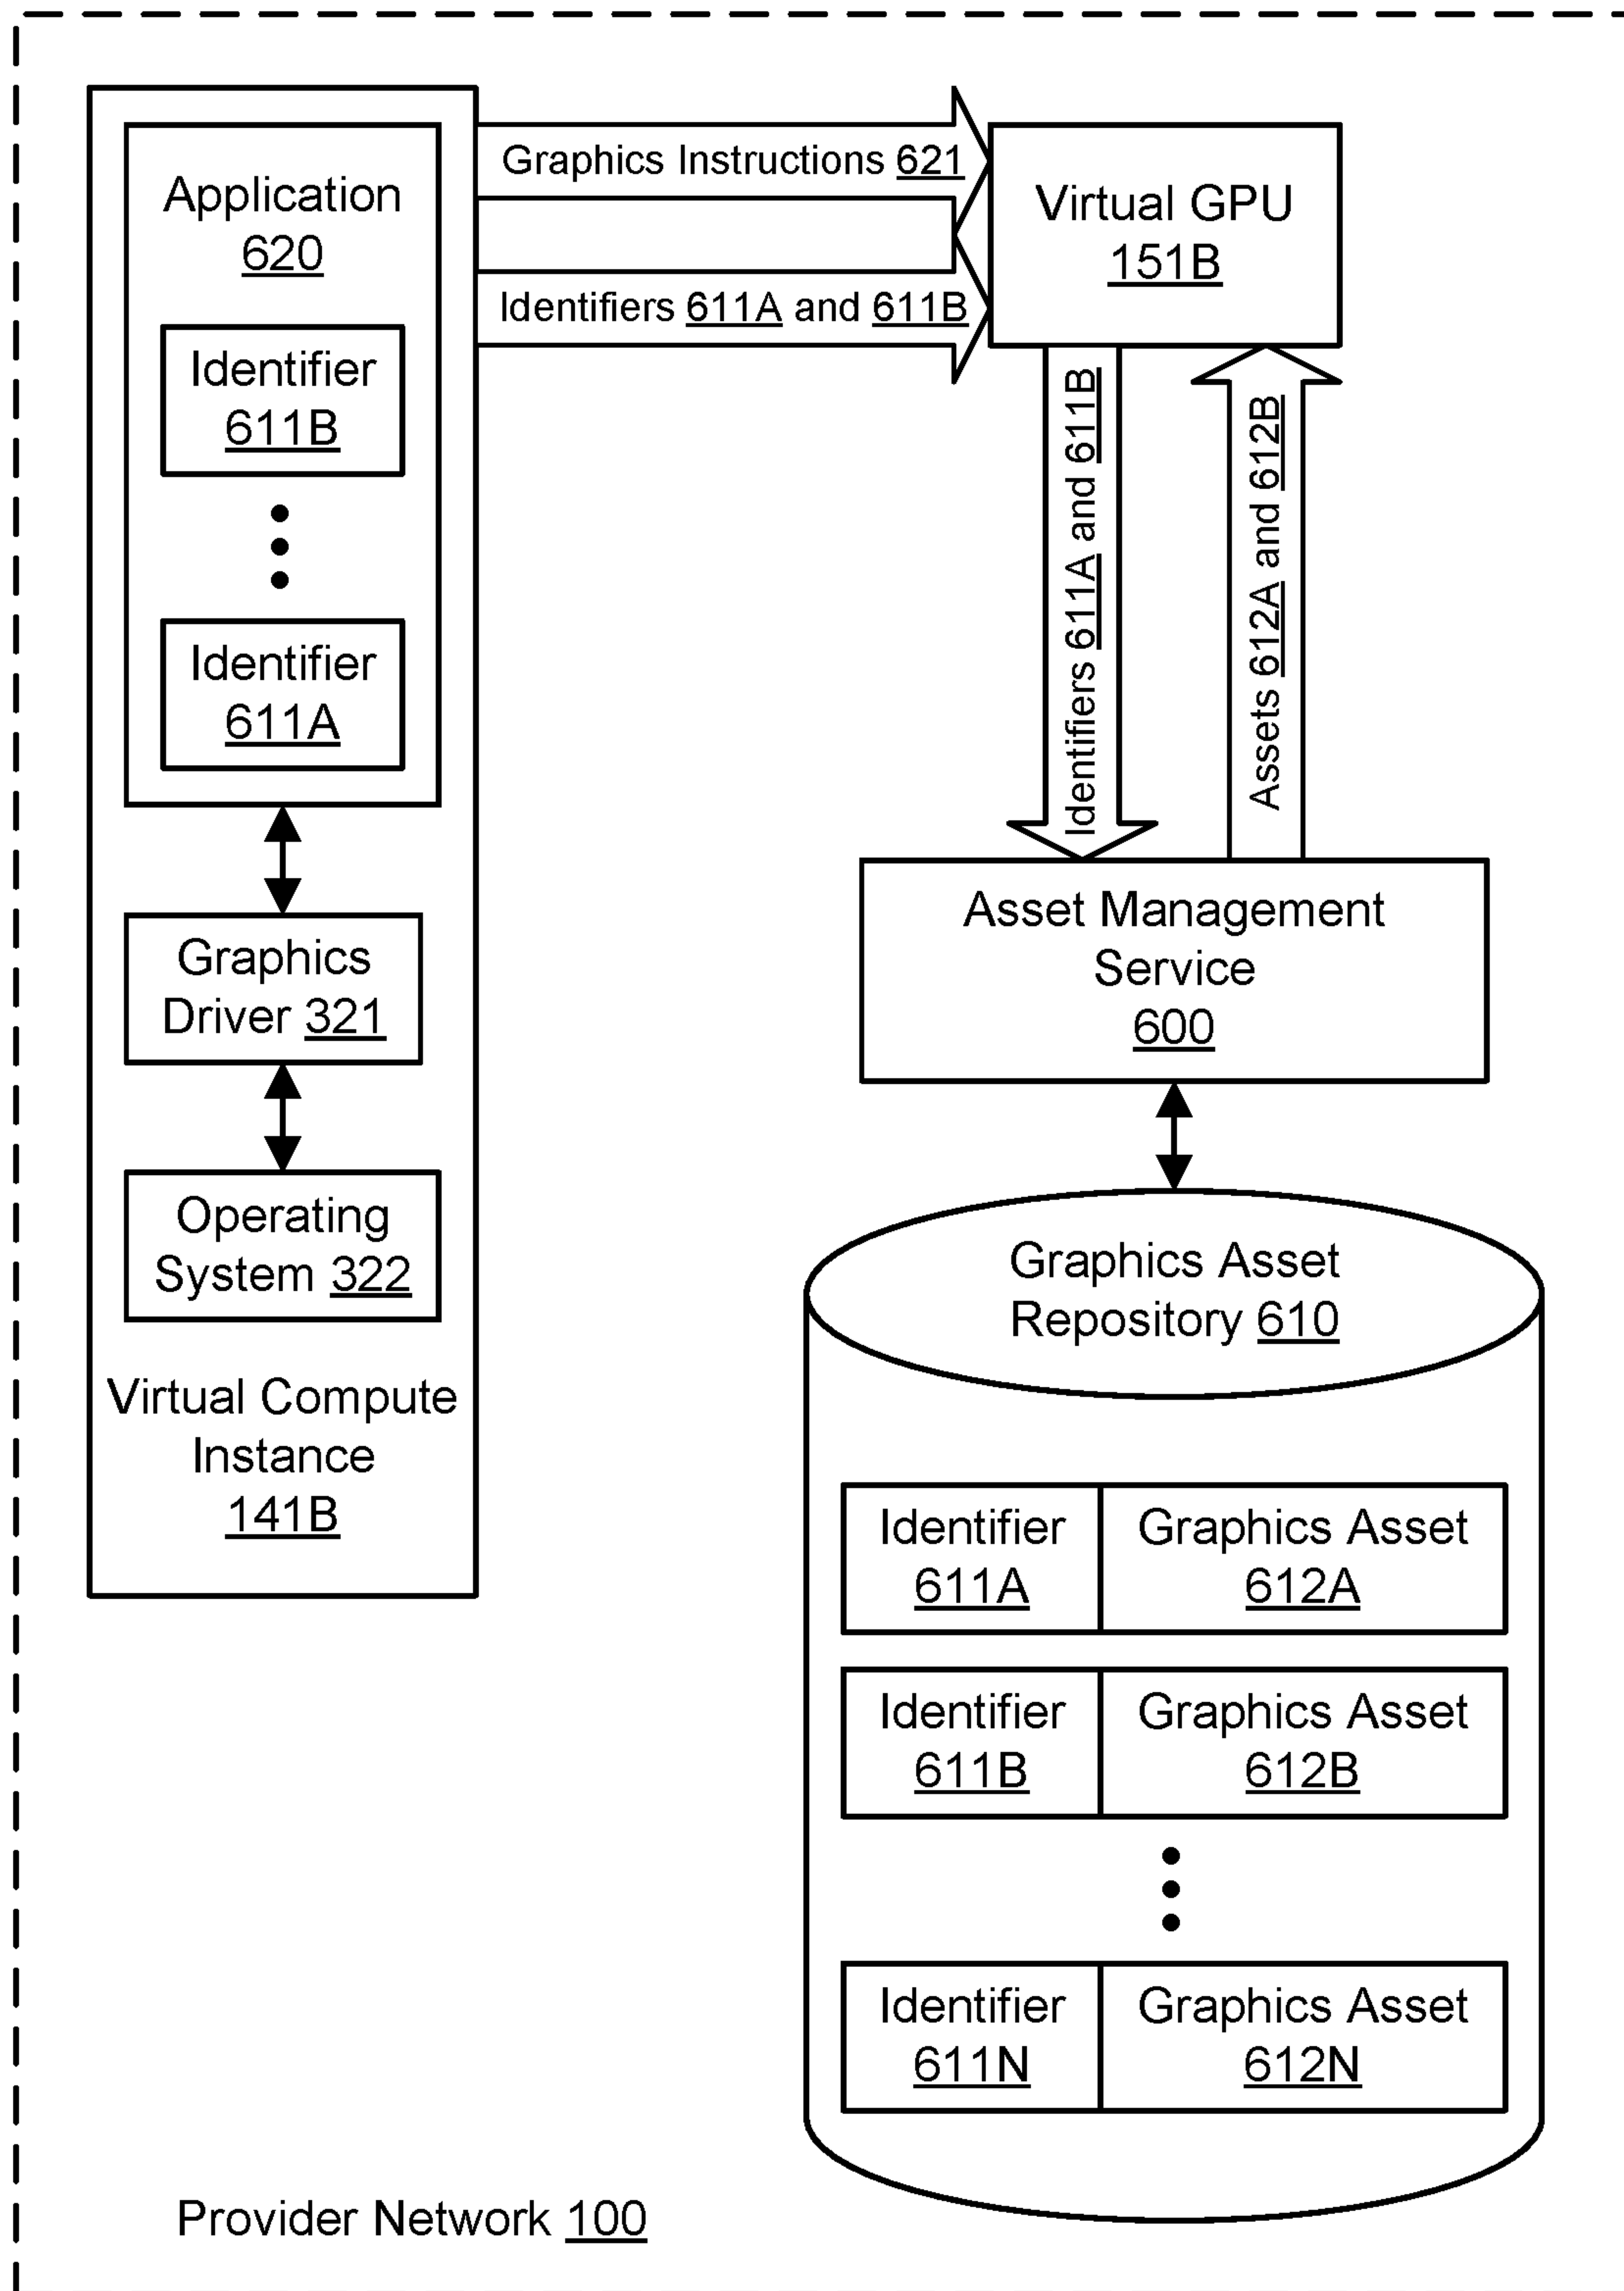 Application
620
Identifier
611B
Identifier
611A
Graphics
Driver 321
Operating
System 322
Virtual Compute
Instance
141B
Graphics Instructions 621
Identifiers 611A and 611B
Virtual GPU
151B
Identifiers 611A and 611B
Assets 612A and 612B
Asset Management
Service
600
Graphics Asset
Repository 610
Identifier
611A
Graphics Asset
612A
Identifier
611B
Graphics Asset
612B
Identifier
611N
Graphics Asset
612N
Provider Network 100